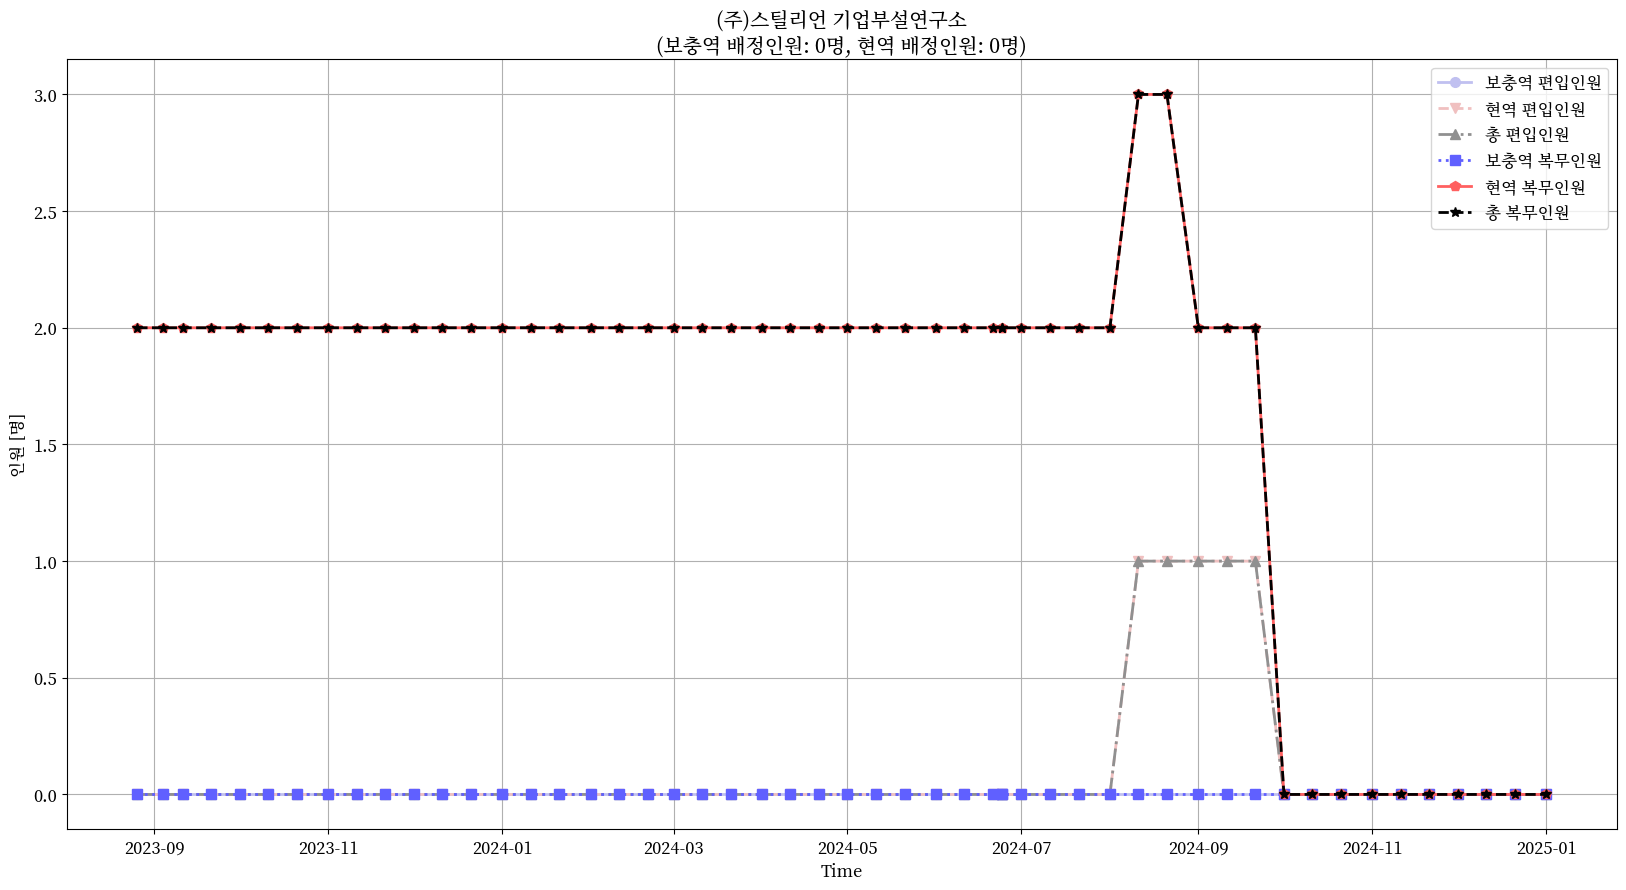 (주)스틸리언 기업부설연구소
(보충역 배정인원: 0명, 현역 배정인원: 0명)
보충역 편입인원
현역 편입인원
총 편입인원
보충역 복무인원
현역 복무인원
총 복무인원
인원 [명]
3.0
2.5
2.0
1.5
1.0
0.5
0.0
2023-09 2023-11 2024-01 2024-03 2024-05 2024-07 2024-09 2024-11 2025-01
Time